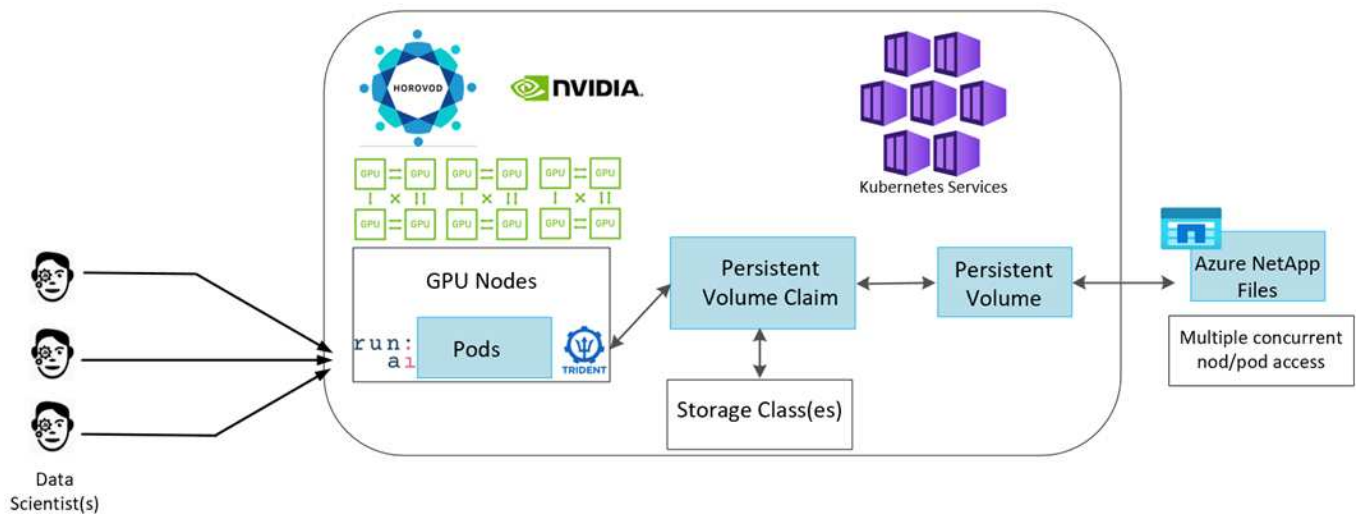 HOROVOD
NVIDIA.
GPU GPU GPU GPU GPU GPU
GPU GPU GPU GPU GPU GPU
Kubernetes Services
GPU Nodes
run:
ai
Pods
TRIDENT
Persistent
Volume Claim
Storage Class(es)
Persistent
Volume
Azure NetApp
Files
Multiple concurrent
nod/pod access
Data
Scientist(s)